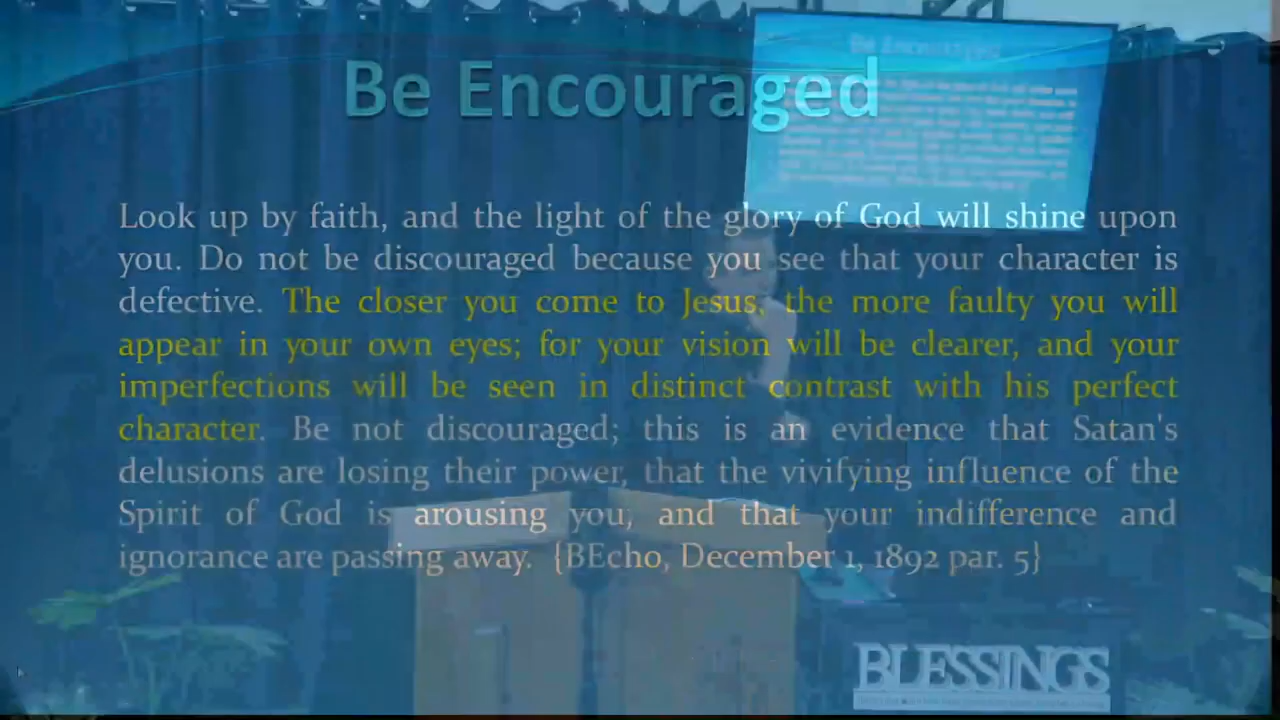 Be Encouraged
Look up by faith, and the light of the glory of God will shine upon
you. Do not be discouraged because you see that your character is
defective. The closer you come to Jesus, the more faulty you will
appear in your own eyes; for your vision will be clearer, and your
imperfections will be seen in distinct contrast with his perfect
character. Be not discouraged; this is an evidence that Satan's
delusions are losing their power, that the vivifying influence of the
Spirit of God is arousing you, and that your indifference and
ignorance are passing away. {BEcho, December 1, 1892 par. 5}
BLESSINGS